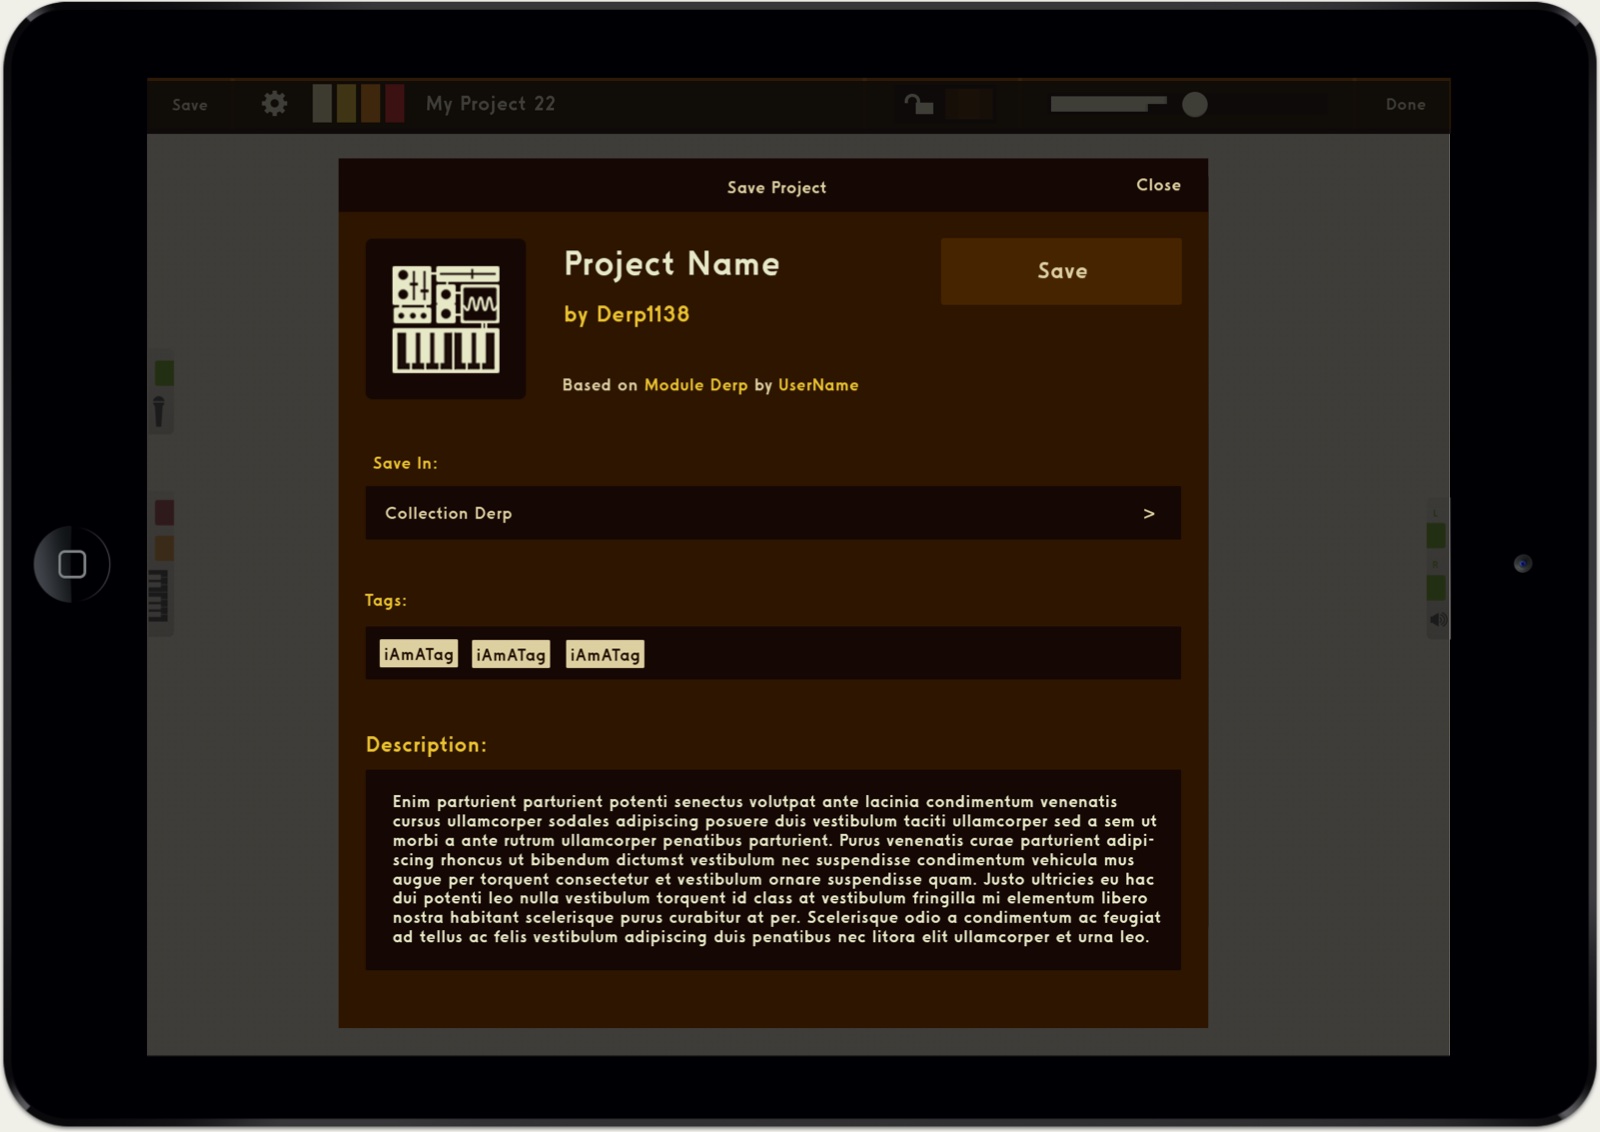 Save
My Project 22
Done
Save Project
Close
Project Name
Save
by Derp1138
Based on Module Derp by UserName
Save In:
Collection Derp >
Tags:
iAmATag iAmATag iAmATag
Description:
Enim parturient parturient potenti senectus volutpat ante lacinia condimentum venenatis
cursus ullamcorper sodales adipiscing posuere duis vestibulum taciti ullamcorper sed a sem ut
morbi a ante rutrum ullamcorper penatibus parturient. Purus venenatis curae parturient adipi-
scing rhoncus ut bibendum dictumst vestibulum nec suspendisse condimentum vehicula mus
augue per torquent consectetur et vestibulum ornare suspendisse quam. Justo ultricies eu hac
dui potenti leo nulla vestibulum torquent id class at vestibulum fringilla mi elementum libero
nostra habitant scelerisque purus curabitur at per. Scelerisque odio a condimentum ac feugiat
ad tellus ac felis vestibulum adipiscing duis penatibus nec litora elit ullamcorper et urna leo.
L
R